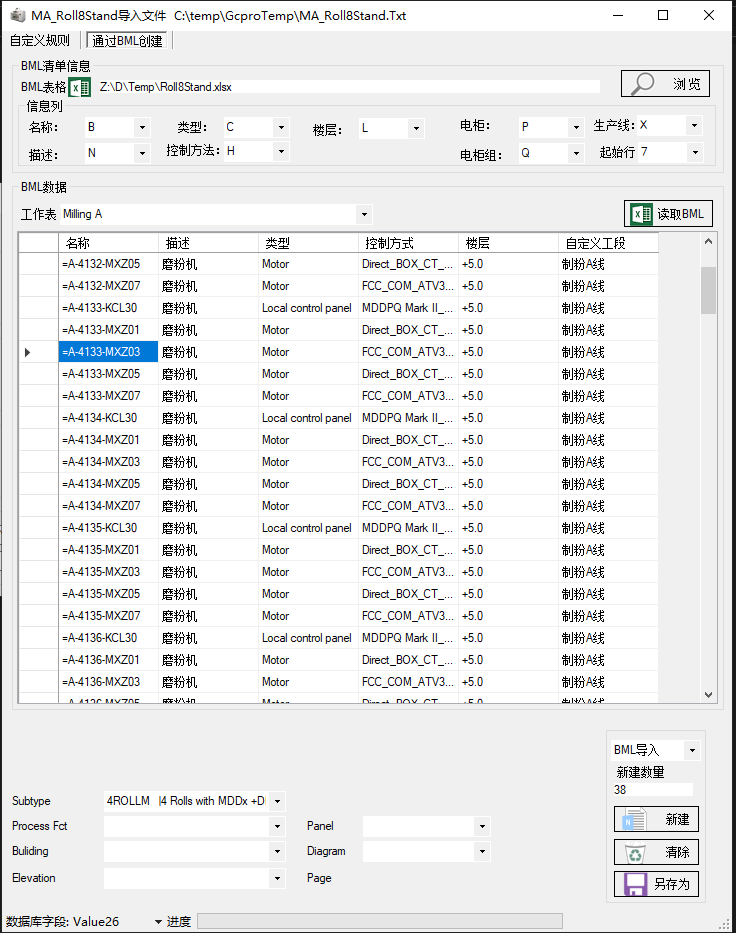 MA_Roll8Stand导入文件 C:\temp\GcproTemp\MA_Roll8Stand.Txt
自定义规则 通过BML创建
BML清单信息
BML表格 Z:\D\Temp\Roll8Stand.xlsx 浏览
信息列
名称: B 类型: C 楼层: L 电柜: P 生产线: X
描述: N 控制方法: H 电柜组: Q 起始行 7
BML数据
工作表 Milling A 读取BML
名称 描述 类型 控制方式 楼层 自定义工段
=A-4132-MXZ05 磨粉机 Motor Direct_BOX_CT_... +5.0 制粉A线
=A-4132-MXZ07 磨粉机 Motor FCC_COM_ATV3... +5.0 制粉A线
=A-4133-KCL30 磨粉机 Local control panel MDDPQ Mark II_... +5.0 制粉A线
=A-4133-MXZ01 磨粉机 Motor Direct_BOX_CT_... +5.0 制粉A线
=A-4133-MXZ03 磨粉机 Motor FCC_COM_ATV3... +5.0 制粉A线
=A-4133-MXZ05 磨粉机 Motor Direct_BOX_CT_... +5.0 制粉A线
=A-4133-MXZ07 磨粉机 Motor FCC_COM_ATV3... +5.0 制粉A线
=A-4134-KCL30 磨粉机 Local control panel MDDPQ Mark II_... +5.0 制粉A线
=A-4134-MXZ01 磨粉机 Motor Direct_BOX_CT_... +5.0 制粉A线
=A-4134-MXZ03 磨粉机 Motor FCC_COM_ATV3... +5.0 制粉A线
=A-4134-MXZ05 磨粉机 Motor Direct_BOX_CT_... +5.0 制粉A线
=A-4134-MXZ07 磨粉机 Motor FCC_COM_ATV3... +5.0 制粉A线
=A-4135-KCL30 磨粉机 Local control panel MDDPQ Mark II_... +5.0 制粉A线
=A-4135-MXZ01 磨粉机 Motor Direct_BOX_CT_... +5.0 制粉A线
=A-4135-MXZ03 磨粉机 Motor FCC_COM_ATV3... +5.0 制粉A线
=A-4135-MXZ05 磨粉机 Motor Direct_BOX_CT_... +5.0 制粉A线
=A-4135-MXZ07 磨粉机 Motor FCC_COM_ATV3... +5.0 制粉A线
=A-4136-KCL30 磨粉机 Local control panel MDDPQ Mark II_... +5.0 制粉A线
=A-4136-MXZ01 磨粉机 Motor Direct_BOX_CT_... +5.0 制粉A线
=A-4136-MXZ03 磨粉机 Motor FCC_COM_ATV3... +5.0 制粉A线
=A-4136-MXZ05 磨粉机 Motor Direct_BOX_CT_... +5.0 制粉A线
BML导入
新建数量
38
Subtype 4ROLLM |4 Rolls with MDDx +D 新建
Process Fct Panel
Buliding Diagram 清除
Elevation Page 另存为
数据库字段: Value26 进度